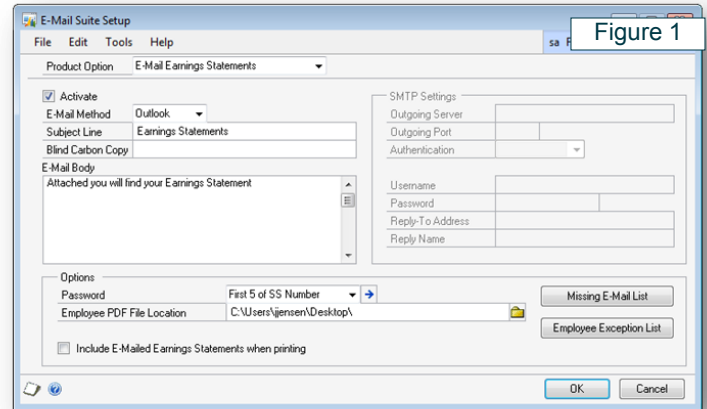 E-Mail Suite Setup
Figure 1
File Edit Tools Help sa
Product Option E-Mail Earnings Statements
Activate
E-Mail Method Outlook
Subject Line Earnings Statements
Blind Carbon Copy
E-Mail Body
Attached you will find your Earnings Statement
SMTP Settings
Outgoing Server
Outgoing Port
Authentication
Username
Password
Reply-To Address
Reply Name
Options
Password First 5 of SS Number
Employee PDF File Location C:\Users\jjensen\Desktop\
Include E-Mailed Earnings Statements when printing
Missing E-Mail List
Employee Exception List
OK Cancel